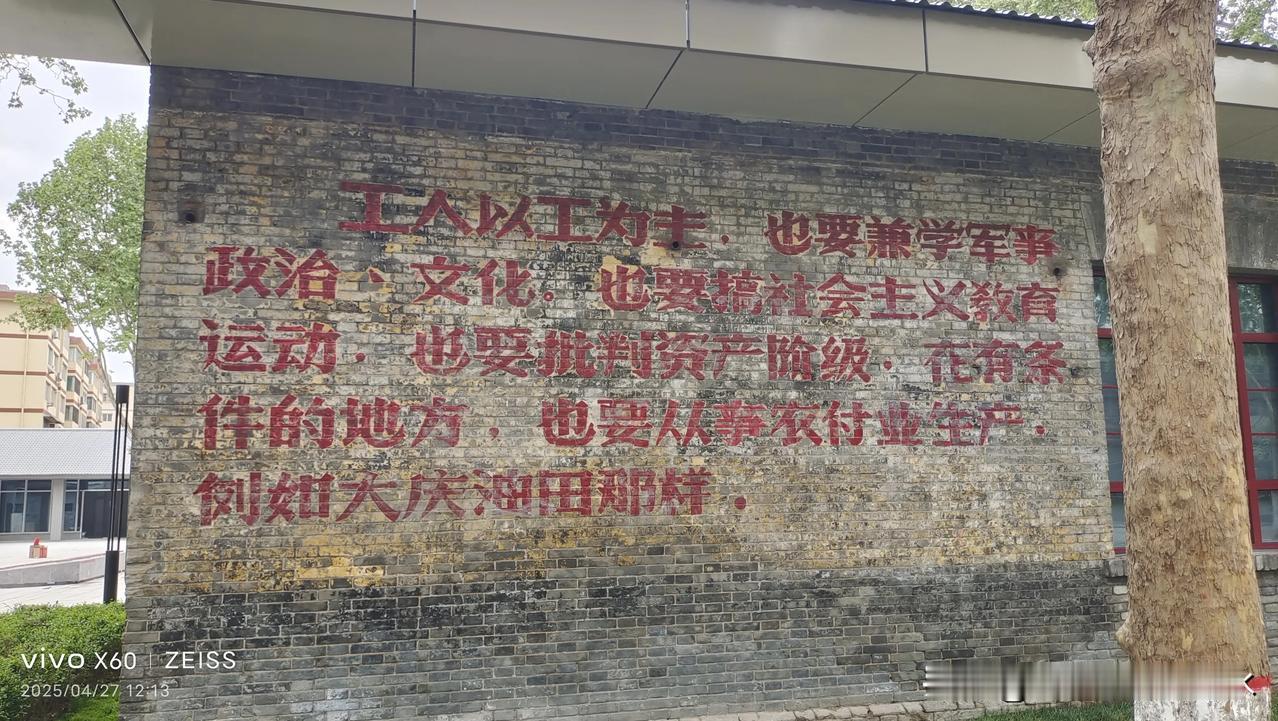 工人以工为主，也要兼学军事
政治、文化。也要搞社会主义教育
运动，也要批判资产阶级。在有条
件的地方，也要从事农付业生产，
例如大庆油田那样。
vivo X60 | ZEISS
2025/04/27 12:13